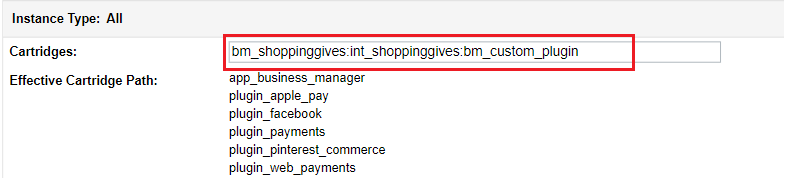 Instance Type: All
Cartridges: bm_shoppinggives:int_shoppinggives:bm_custom_plugin
Effective Cartridge Path: app_business_manager
plugin_apple_pay
plugin_facebook
plugin_payments
plugin_pinterest_commerce
plugin_web_payments